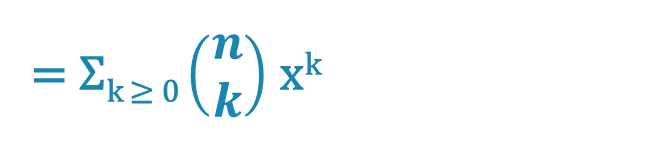 = Σₖ ≥ ₀ (n k) xᵏ